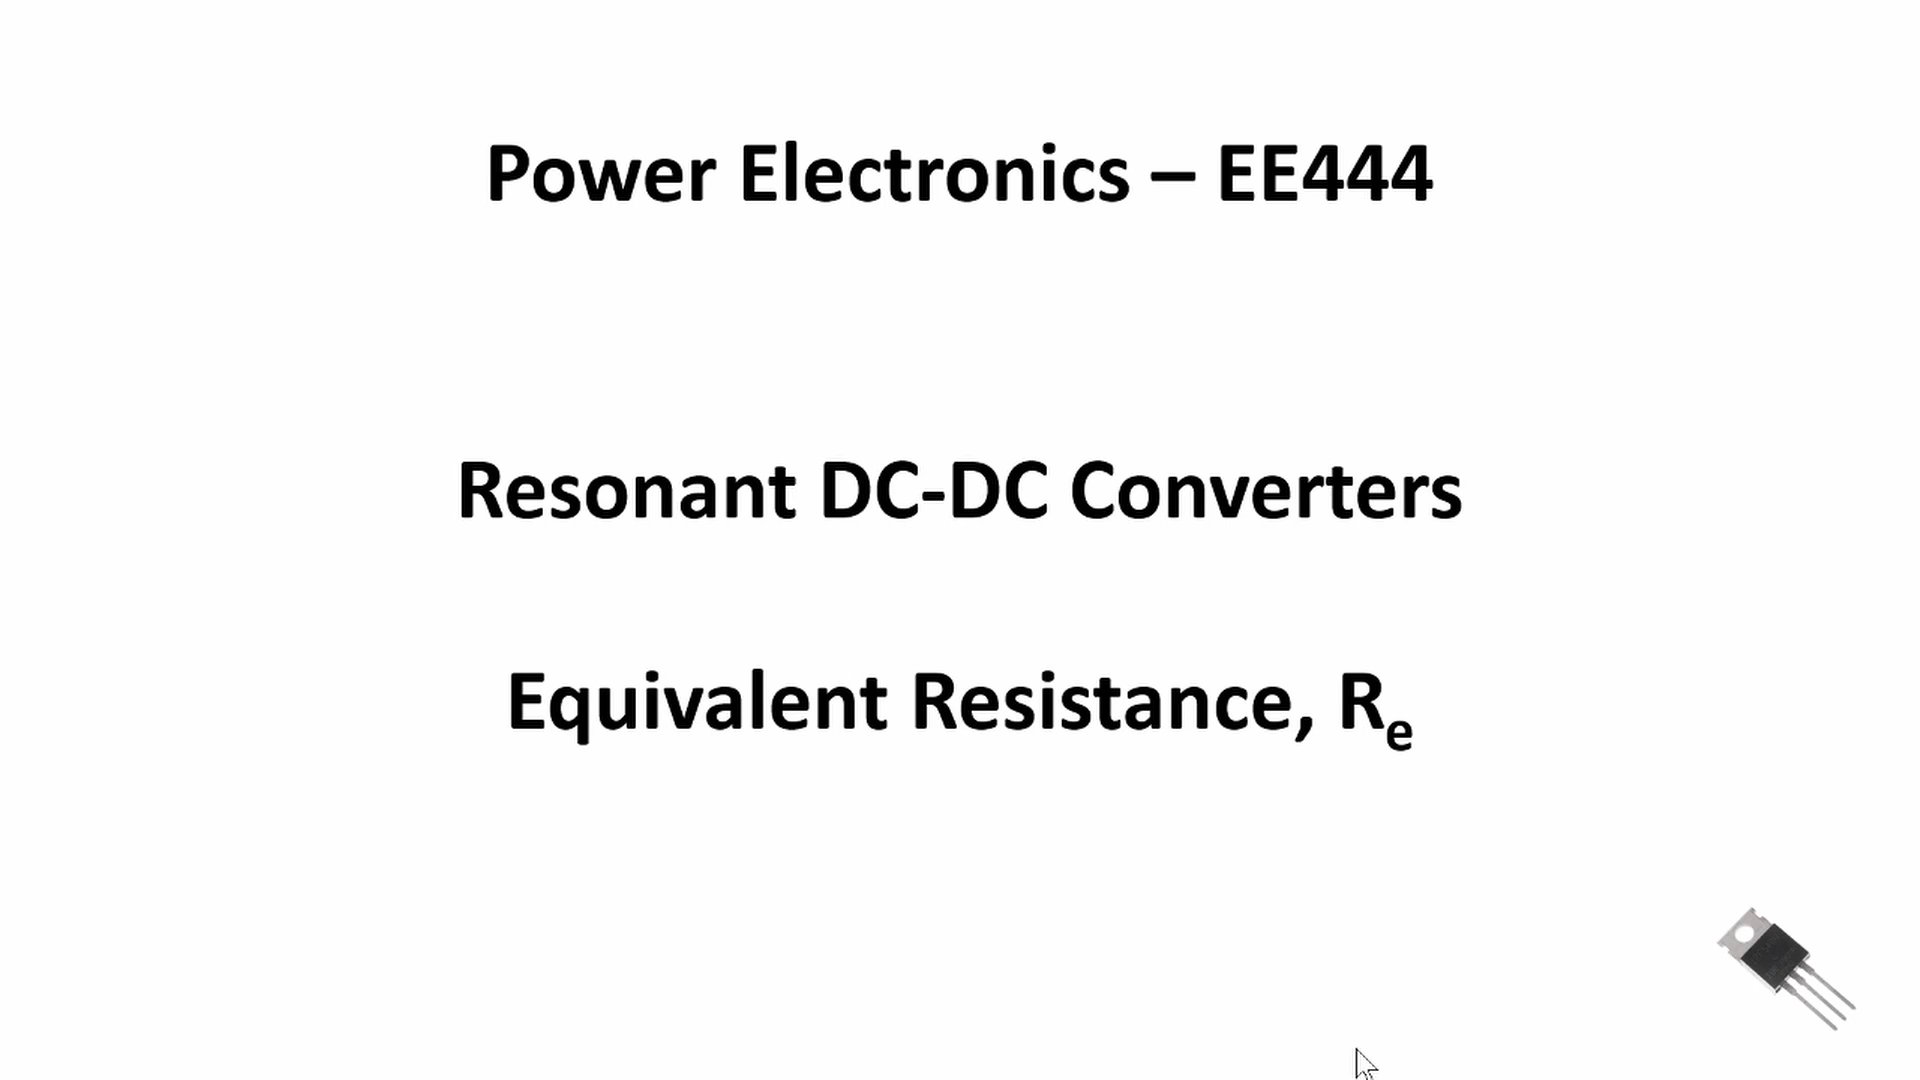 Power Electronics – EE444
Resonant DC-DC Converters
Equivalent Resistance, Re